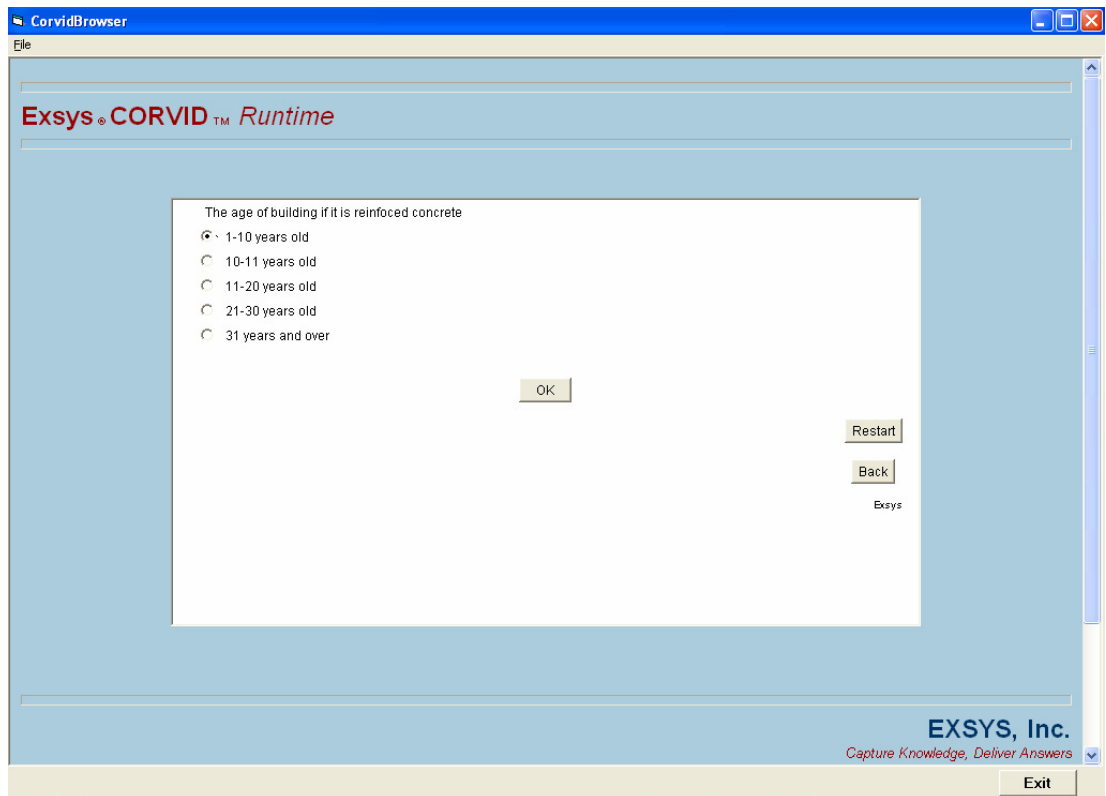 CorvidBrowser
File
Exsys ® CORVID TM Runtime
The age of building if it is reinfoced concrete
1-10 years old
10-11 years old
11-20 years old
21-30 years old
31 years and over
OK
Restart
Back
Exsys
EXSYS, Inc.
Capture Knowledge, Deliver Answers
Exit